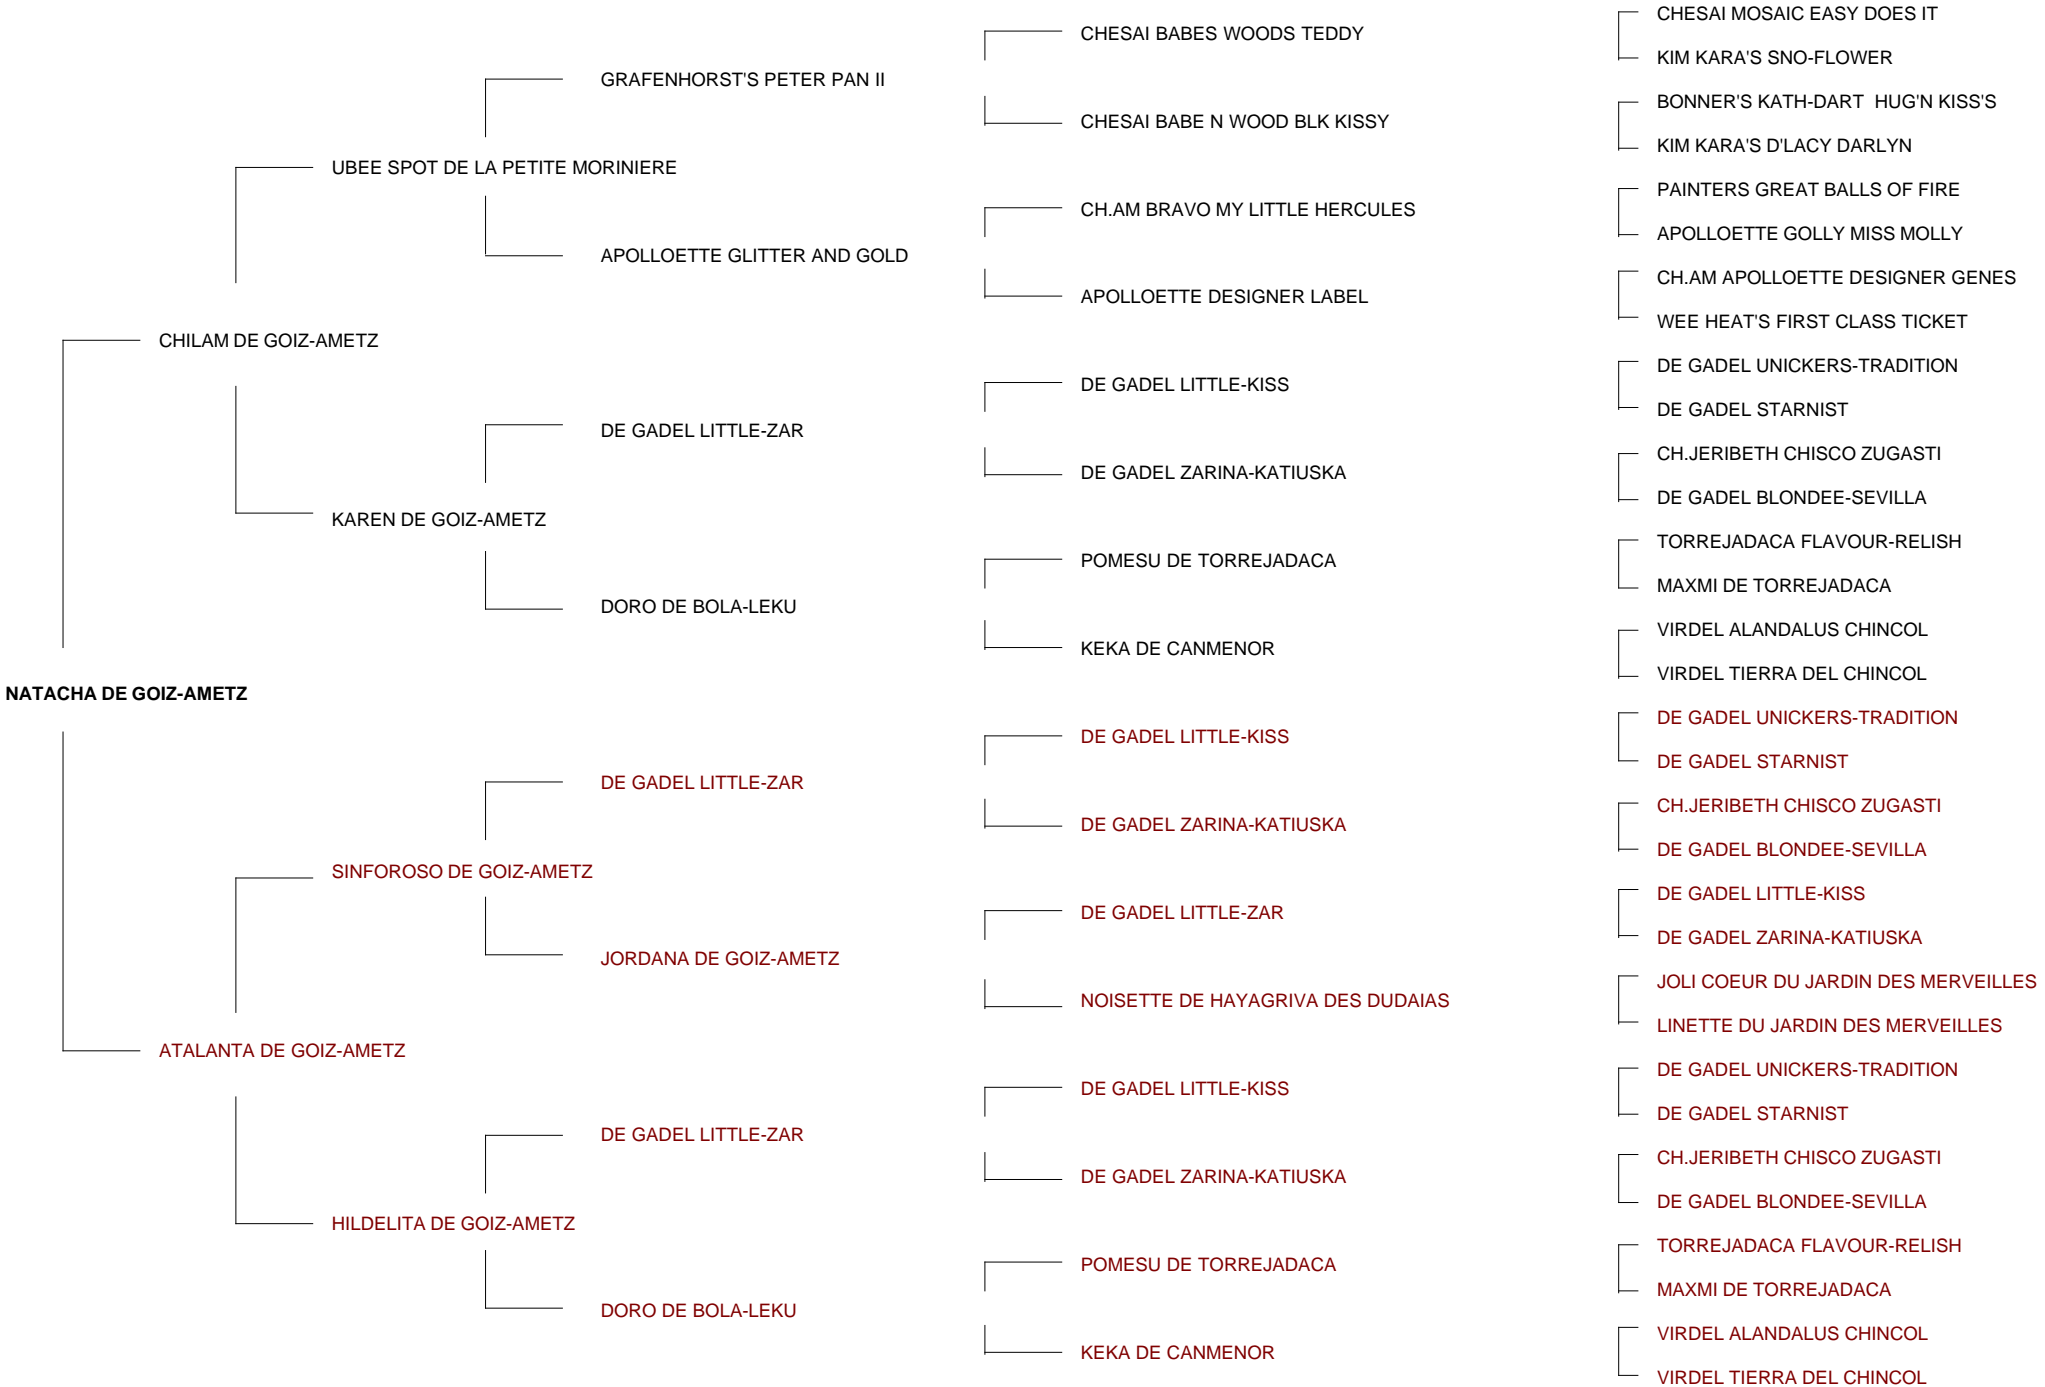 CHESAI MOSAIC EASY DOES IT
CHESAI BABES WOODS TEDDY
KIM KARA'S SNO-FLOWER
GRAFENHORST'S PETER PAN II
BONNER'S KATH-DART  HUG'N KISS'S
CHESAI BABE N WOOD BLK KISSY
KIM KARA'S D'LACY DARLYN
UBEE SPOT DE LA PETITE MORINIERE
PAINTERS GREAT BALLS OF FIRE
CH.AM BRAVO MY LITTLE HERCULES
APOLLOETTE GOLLY MISS MOLLY
APOLLOETTE GLITTER AND GOLD
CH.AM APOLLOETTE DESIGNER GENES
APOLLOETTE DESIGNER LABEL
WEE HEAT'S FIRST CLASS TICKET
CHILAM DE GOIZ-AMETZ
DE GADEL UNICKERS-TRADITION
DE GADEL LITTLE-KISS
DE GADEL STARNIST
DE GADEL LITTLE-ZAR
CH.JERIBETH CHISCO ZUGASTI
DE GADEL ZARINA-KATIUSKA
DE GADEL BLONDEE-SEVILLA
KAREN DE GOIZ-AMETZ
TORREJADACA FLAVOUR-RELISH
POMESU DE TORREJADACA
MAXMI DE TORREJADACA
DORO DE BOLA-LEKU
VIRDEL ALANDALUS CHINCOL
KEKA DE CANMENOR
VIRDEL TIERRA DEL CHINCOL
NATACHA DE GOIZ-AMETZ
DE GADEL UNICKERS-TRADITION
DE GADEL LITTLE-KISS
DE GADEL STARNIST
DE GADEL LITTLE-ZAR
CH.JERIBETH CHISCO ZUGASTI
DE GADEL ZARINA-KATIUSKA
DE GADEL BLONDEE-SEVILLA
SINFOROSO DE GOIZ-AMETZ
DE GADEL LITTLE-KISS
DE GADEL LITTLE-ZAR
DE GADEL ZARINA-KATIUSKA
JORDANA DE GOIZ-AMETZ
JOLI COEUR DU JARDIN DES MERVEILLES
NOISETTE DE HAYAGRIVA DES DUDAIAS
LINETTE DU JARDIN DES MERVEILLES
ATALANTA DE GOIZ-AMETZ
DE GADEL UNICKERS-TRADITION
DE GADEL LITTLE-KISS
DE GADEL STARNIST
DE GADEL LITTLE-ZAR
CH.JERIBETH CHISCO ZUGASTI
DE GADEL ZARINA-KATIUSKA
DE GADEL BLONDEE-SEVILLA
HILDELITA DE GOIZ-AMETZ
TORREJADACA FLAVOUR-RELISH
POMESU DE TORREJADACA
MAXMI DE TORREJADACA
DORO DE BOLA-LEKU
VIRDEL ALANDALUS CHINCOL
KEKA DE CANMENOR
VIRDEL TIERRA DEL CHINCOL